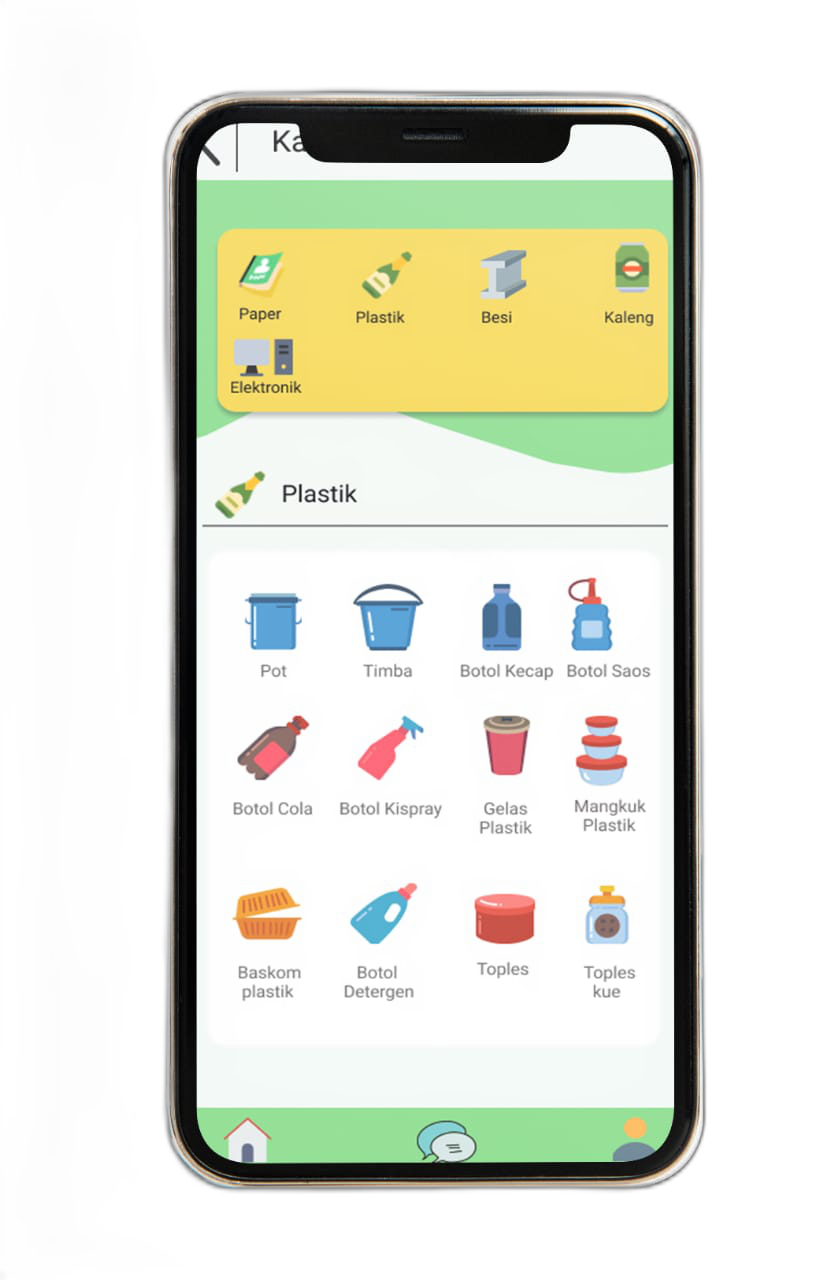 Ka
Paper
Plastik
Besi
Kaleng
Elektronik
Plastik
Pot
Timba
Botol Kecap
Botol Saos
Botol Cola
Botol Kispray
Gelas
Plastik
Mangkuk
Plastik
Baskom
plastik
Botol
Detergen
Toples
Toples
kue